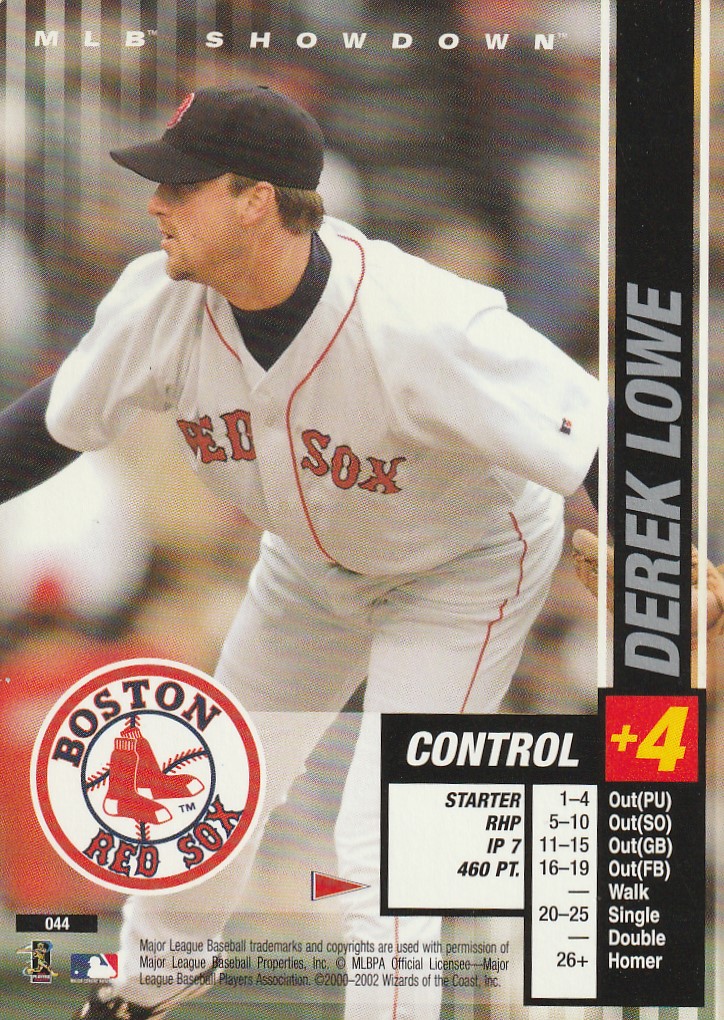 MLB™ SHOWDOWN™
DEREK LOWE
RED SOX
BOSTON
RED SOX
TM
CONTROL +4
STARTER
RHP
IP 7
460 PT.
1–4 Out(PU)
5–10 Out(SO)
11–15 Out(GB)
16–19 Out(FB)
— Walk
20–25 Single
— Double
26+ Homer
044
Major League Baseball trademarks and copyrights are used with permission of
Major League Baseball Properties, Inc. © MLBPA Official Licensee—Major
League Baseball Players Association. ©2000–2002 Wizards of the Coast, Inc.